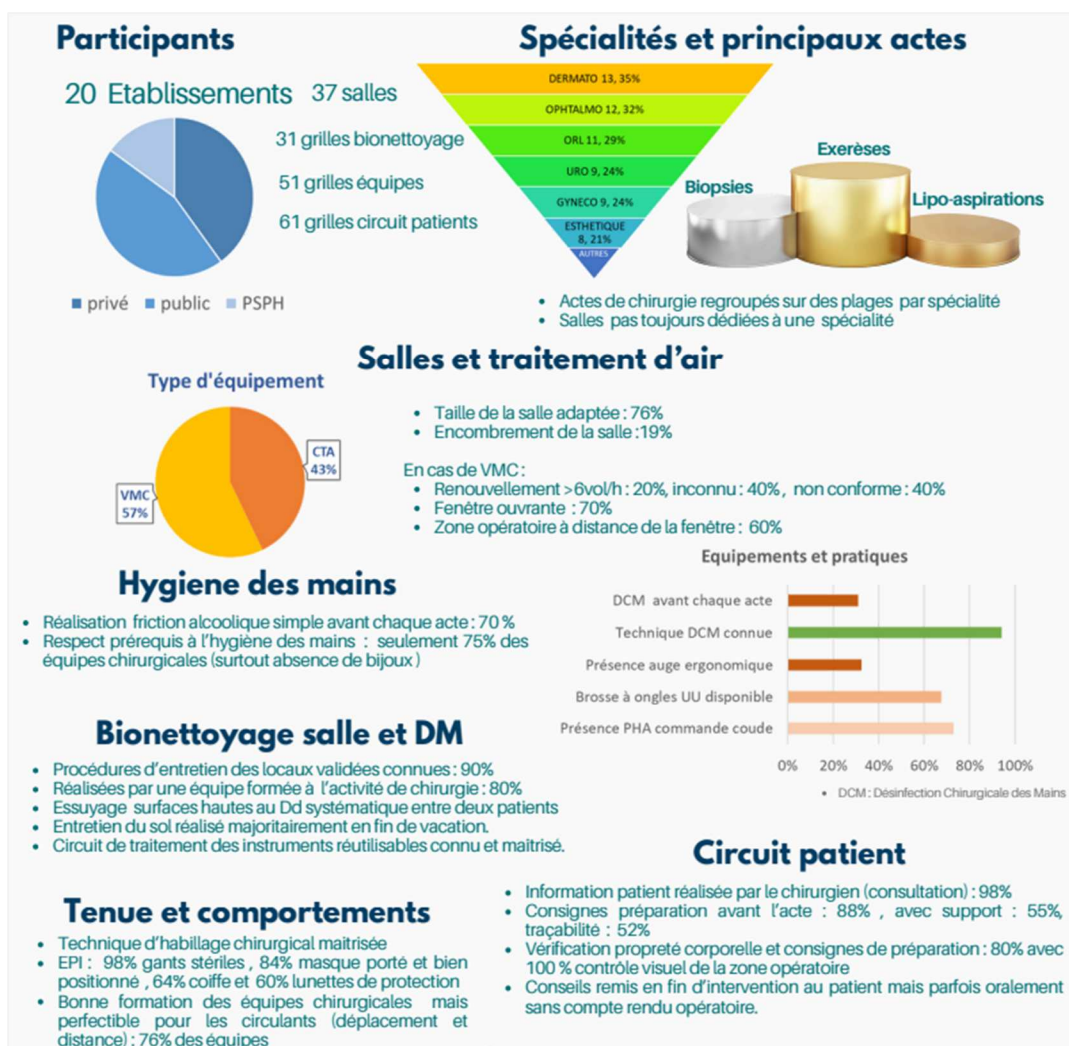 Participants
20 Etablissements 37 salles
31 grilles bionettoyage
51 grilles équipes
61 grilles circuit patients
privé public PSPH
Spécialités et principaux actes
DERMATO 13, 35%
OPHTALMO 12, 32%
ORL 11, 29%
URO 9, 24%
GYNECO 9, 24%
ESTHETIQUE
8, 21%
AUTRES
Exerèses
Biopsies
Lipo-aspirations
• Actes de chirurgie regroupés sur des plages par spécialité
• Salles pas toujours dédiées à une spécialité
Salles et traitement d'air
Type d'équipement
CTA
43%
VMC
57%
• Taille de la salle adaptée : 76%
• Encombrement de la salle :19%
En cas de VMC :
• Renouvellement >6vol/h : 20%, inconnu : 40% , non conforme : 40%
• Fenêtre ouvrante : 70%
• Zone opératoire à distance de la fenêtre : 60%
Hygiene des mains
• Réalisation friction alcoolique simple avant chaque acte : 70 %
• Respect prérequis à l'hygiène des mains : seulement 75% des
équipes chirurgicales (surtout absence de bijoux )
Equipements et pratiques
DCM avant chaque acte
Technique DCM connue
Présence auge ergonomique
Brosse à ongles UU disponible
Présence PHA commande coude
0% 20% 40% 60% 80% 100%
• DCM : Désinfection Chirurgicale des Mains
Bionettoyage salle et DM
• Procédures d'entretien des locaux validées connues : 90%
• Réalisées par une équipe formée à l'activité de chirurgie : 80%
• Essuyage surfaces hautes au Dd systématique entre deux patients
• Entretien du sol réalisé majoritairement en fin de vacation.
• Circuit de traitement des instruments réutilisables connu et maîtrisé.
Tenue et comportements
• Technique d'habillage chirurgical maitrisée
• EPI : 98% gants stériles , 84% masque porté et bien
positionné , 64% coiffe et 60% lunettes de protection
• Bonne formation des équipes chirurgicales mais
perfectible pour les circulants (déplacement et
distance) : 76% des équipes
Circuit patient
• Information patient réalisée par le chirurgien (consultation) : 98%
• Consignes préparation avant l'acte : 88% , avec support : 55%,
traçabilité : 52%
• Vérification propreté corporelle et consignes de préparation : 80% avec
100 % contrôle visuel de la zone opératoire
• Conseils remis en fin d'intervention au patient mais parfois oralement
sans compte rendu opératoire.